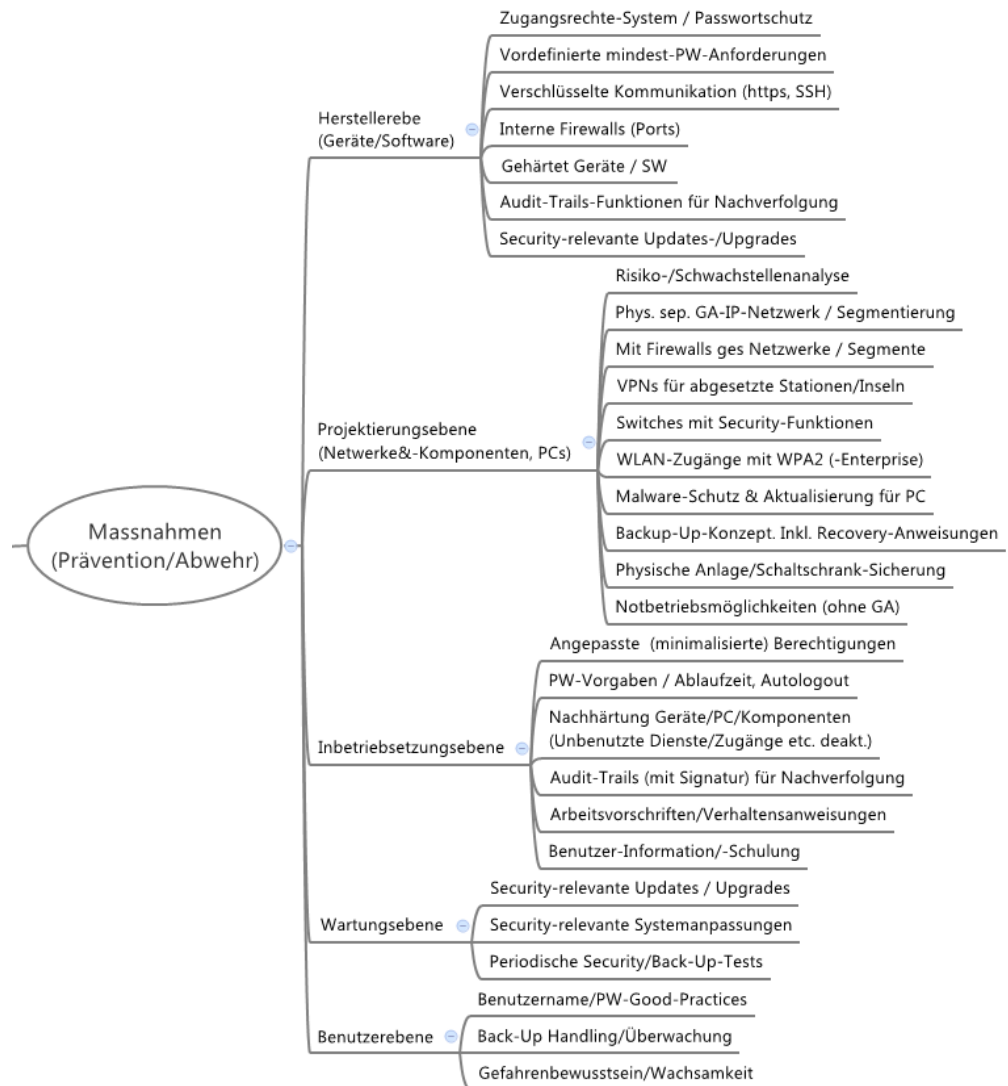 Massnahmen
(Prävention/Abwehr)
Herstellerebe
(Geräte/Software)
Zugangsrechte-System / Passwortschutz
Vordefinierte mindest-PW-Anforderungen
Verschlüsselte Kommunikation (https, SSH)
Interne Firewalls (Ports)
Gehärtet Geräte / SW
Audit-Trails-Funktionen für Nachverfolgung
Security-relevante Updates-/Upgrades
Projektierungsebene
(Netwerke&-Komponenten, PCs)
Risiko-/Schwachstellenanalyse
Phys. sep. GA-IP-Netzwerk / Segmentierung
Mit Firewalls ges Netzwerke / Segmente
VPNs für abgesetzte Stationen/Inseln
Switches mit Security-Funktionen
WLAN-Zugänge mit WPA2 (-Enterprise)
Malware-Schutz & Aktualisierung für PC
Backup-Up-Konzept. Inkl. Recovery-Anweisungen
Physische Anlage/Schaltschrank-Sicherung
Notbetriebsmöglichkeiten (ohne GA)
Inbetriebsetzungsebene
Angepasste  (minimalisierte) Berechtigungen
PW-Vorgaben / Ablaufzeit, Autologout
Nachhärtung Geräte/PC/Komponenten
(Unbenutzte Dienste/Zugänge etc. deakt.)
Audit-Trails (mit Signatur) für Nachverfolgung
Arbeitsvorschriften/Verhaltensanweisungen
Benutzer-Information/-Schulung
Wartungsebene
Security-relevante Updates / Upgrades
Security-relevante Systemanpassungen
Periodische Security/Back-Up-Tests
Benutzerebene
Benutzername/PW-Good-Practices
Back-Up Handling/Überwachung
Gefahrenbewusstsein/Wachsamkeit